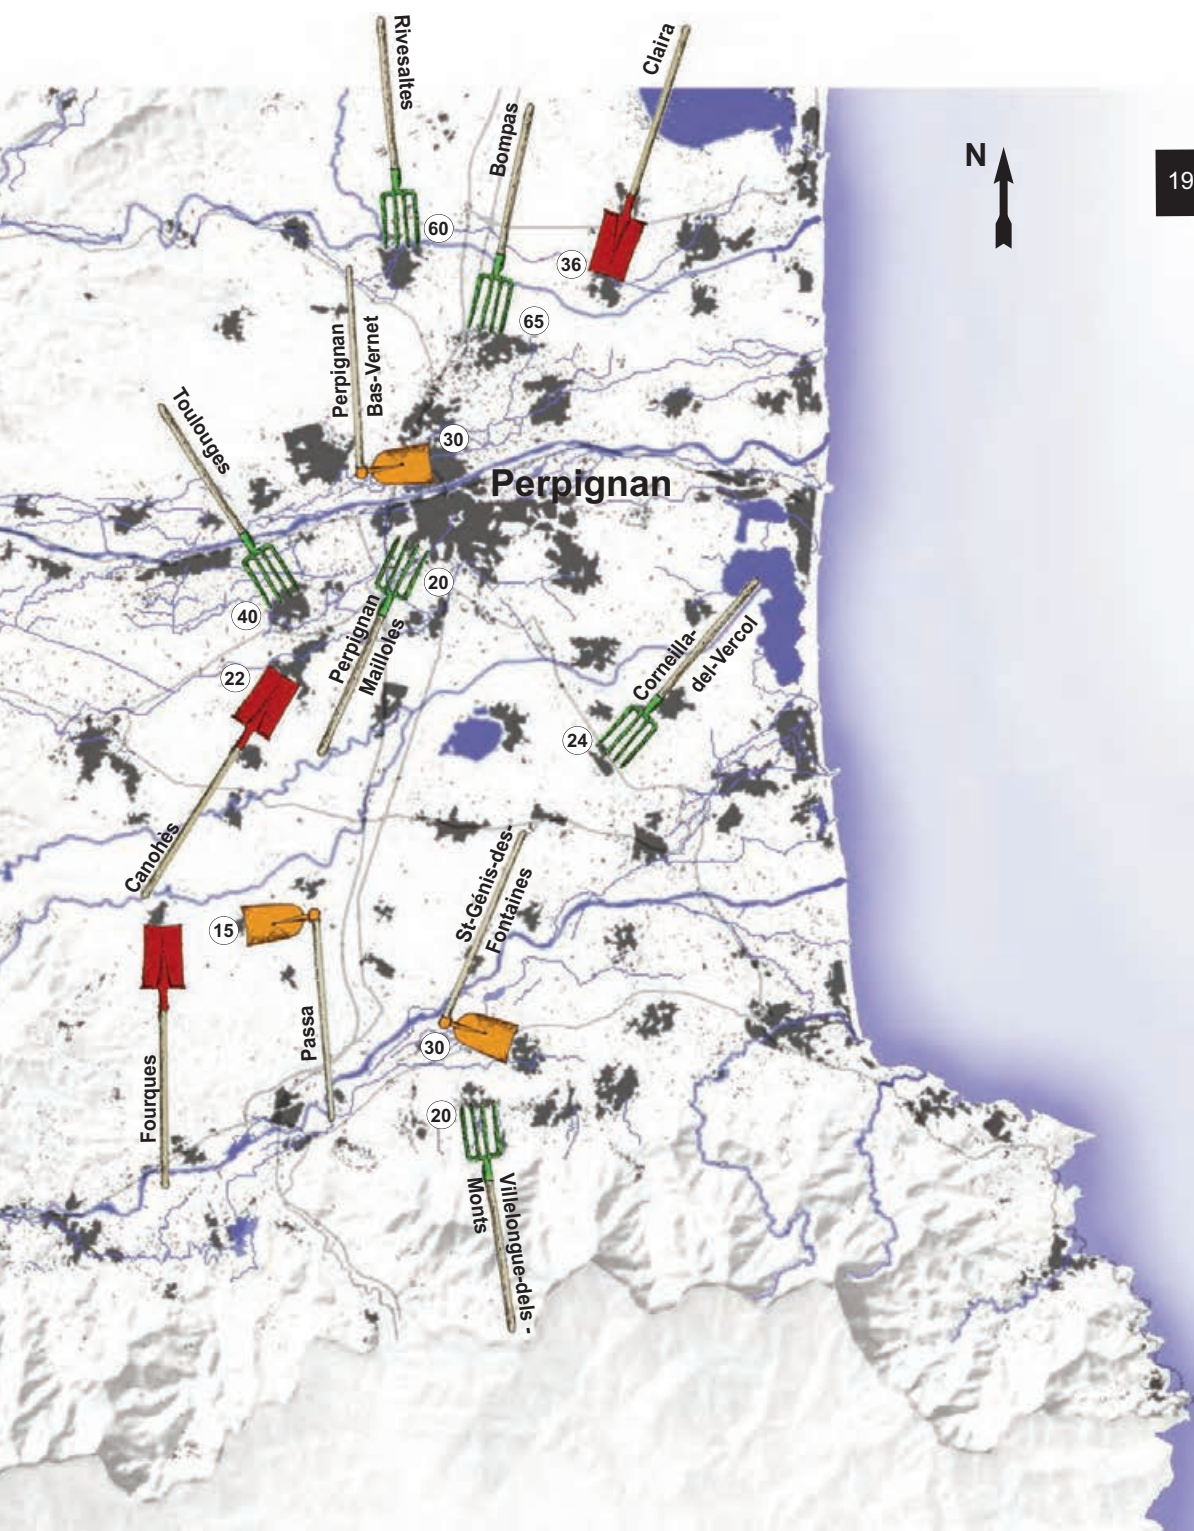 Rivesaltes
Claira
Bompas
N
19
60
36
65
Perpignan
Bas-Vernet
Toulouges
30
Perpignan
20
40
Perpignan
Mailloles
22
Corneilla-
del-Vercol
24
Canohès
St-Génis-des-
Fontaines
15
Passa
30
Fourques
20
Villelongue-dels -
Monts